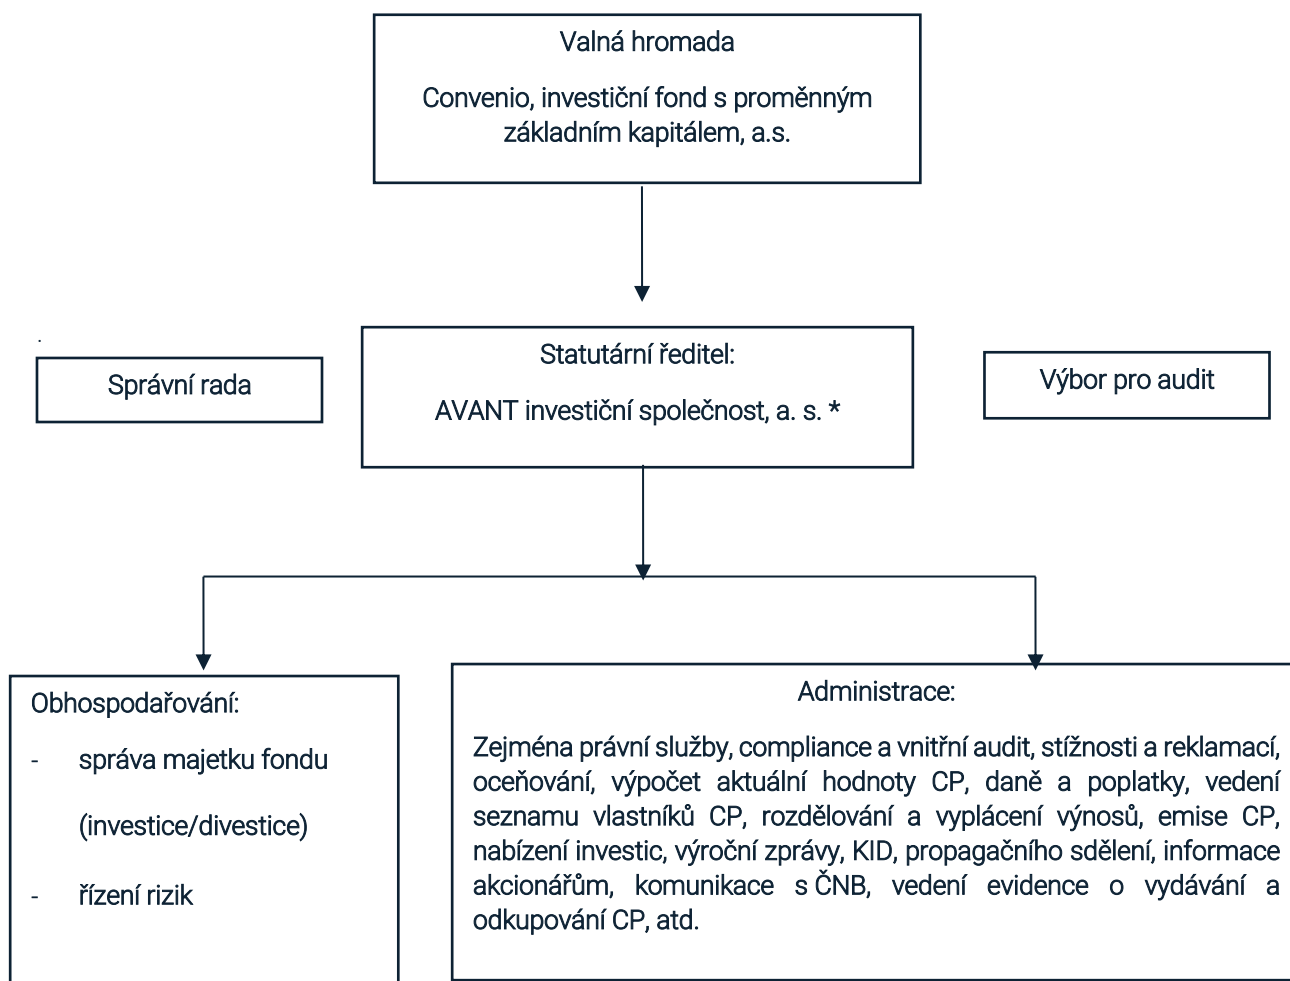 Valná hromada
Convenio, investiční fond s proměnným
základním kapitálem, a.s.
.
Správní rada
Statutární ředitel:
AVANT investiční společnost, a. s. *
Výbor pro audit
Obhospodařování:
- správa majetku fondu
(investice/divestice)
- řízení rizik
Administrace:
Zejména právní služby, compliance a vnitřní audit, stížnosti a reklamací,
oceňování, výpočet aktuální hodnoty CP, daně a poplatky, vedení
seznamu vlastníků CP, rozdělování a vyplácení výnosů, emise CP,
nabízení investic, výroční zprávy, KID, propagačního sdělení, informace
akcionářům, komunikace s ČNB, vedení evidence o vydávání a
odkupování CP, atd.